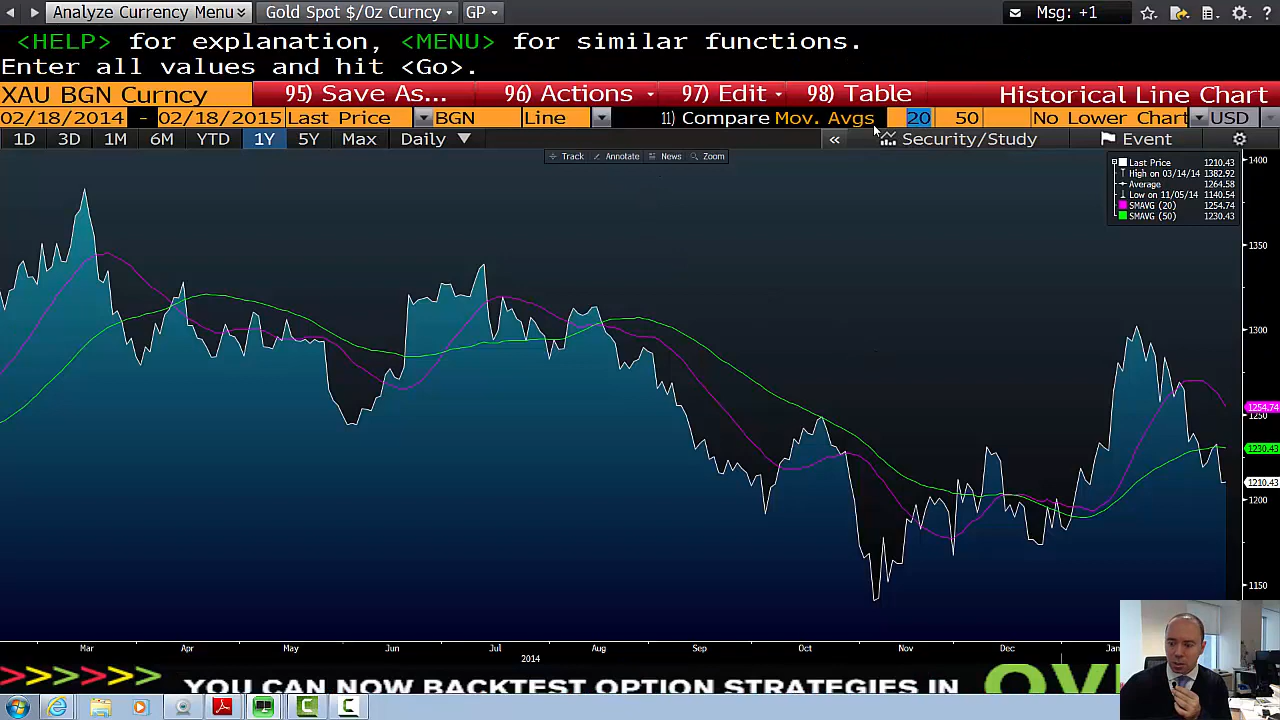 Analyze Currency Menu Gold Spot $/Oz Curncy GP Msg: +1
<HELP> for explanation, <MENU> for similar functions.
Enter all values and hit <Go>.
XAU BGN Curncy 95) Save As... 96) Actions 97) Edit 98) Table Historical Line Chart
02/18/2014 - 02/18/2015 Last Price BGN Line 11) Compare Mov. Avgs 20 50 No Lower Chart USD
1D 3D 1M 6M YTD 1Y 5Y Max Daily « Security/Study Event
Track Annotate News Zoom
Last Price 1210.43
High on 03/14/14 1382.92
Average 1264.58
Low on 11/05/14 1140.54
SMAVG (20) 1254.74
SMAVG (50) 1230.43
1400
1350
1300
1254.74
1250
1230.43
1210.43
1200
1150
Mar Apr May Jun Jul Aug Sep Oct Nov Dec
2014
>>>>> YOU CAN NOW BACKTEST OPTION STRATEGIES IN